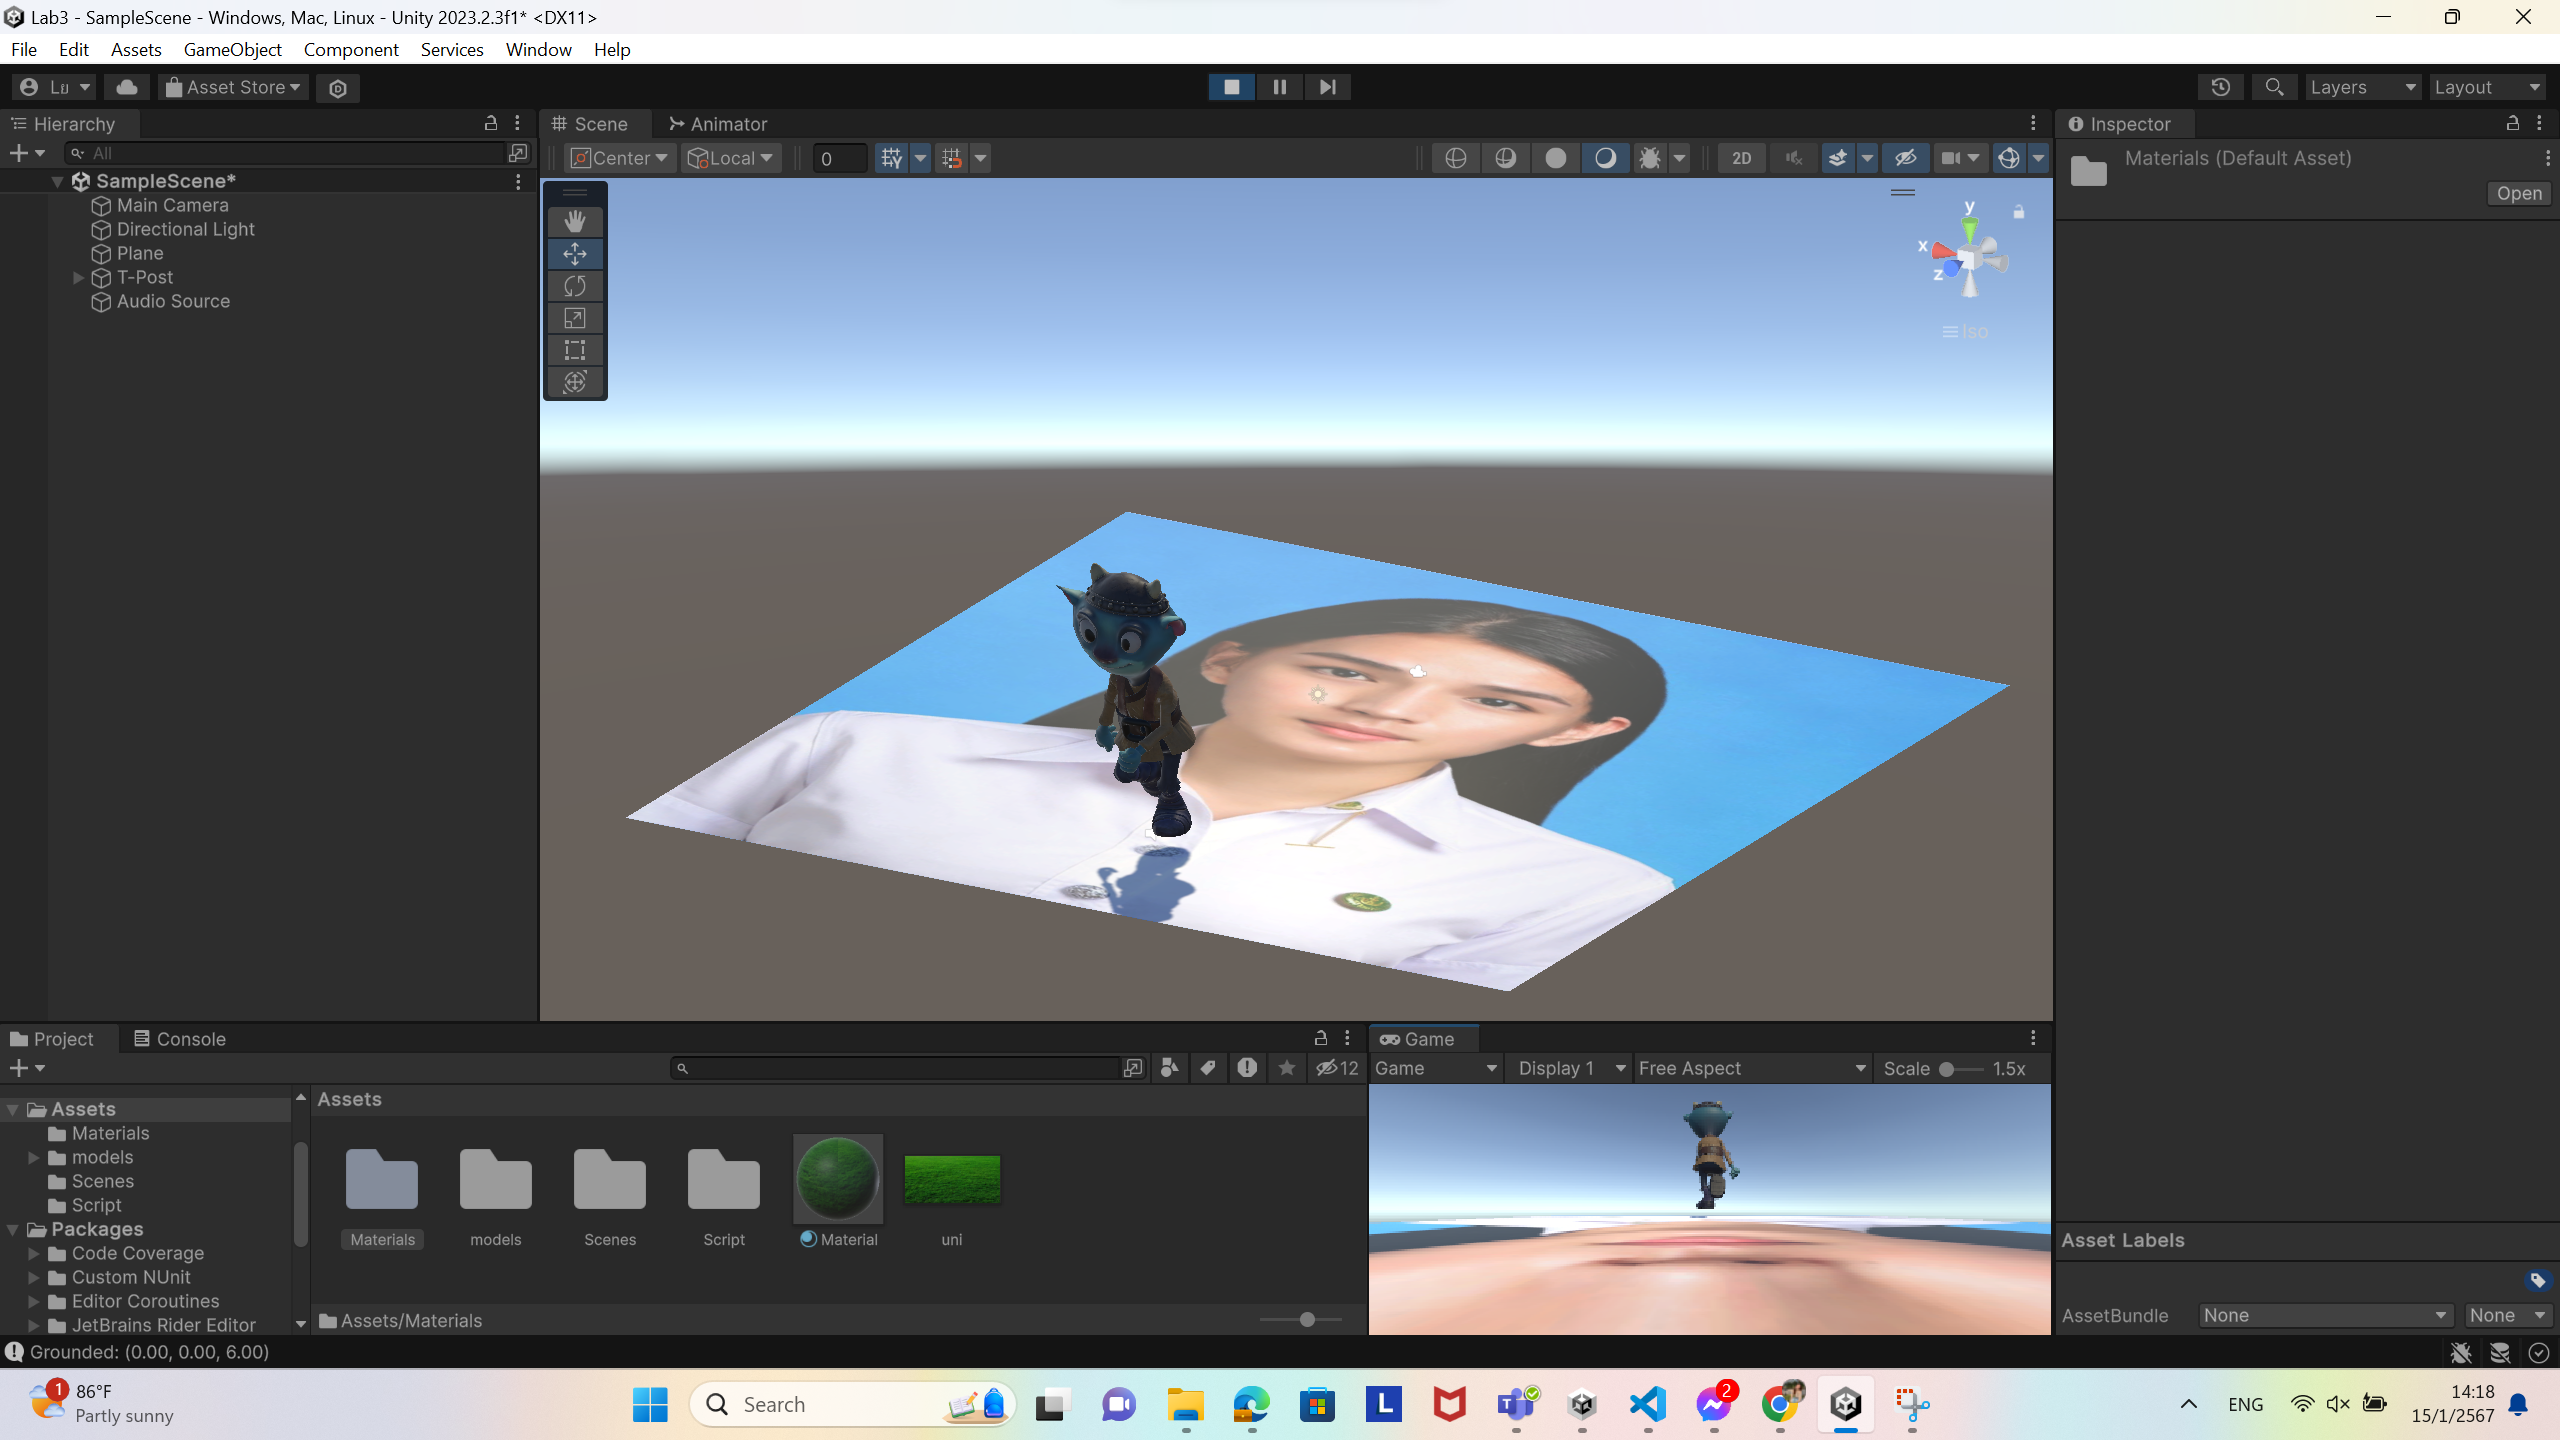 Lab3 - SampleScene - Windows, Mac, Linux - Unity 2023.2.3f1* <DX11>
File Edit Assets GameObject Component Services Window Help
Asset Store Layers Layout
Hierarchy
All
SampleScene*
Main Camera
Directional Light
Plane
T-Post
Audio Source
Scene Animator
Center Local 0 2D
y
x
z
Iso
Inspector
Materials (Default Asset)
Open
Project Console
12
Assets
Materials
models
Scenes
Script
Packages
Code Coverage
Custom NUnit
Editor Coroutines
JetBrains Rider Editor
Assets
Materials models Scenes Script Material uni
Assets/Materials
Game
Game Display 1 Free Aspect Scale 1.5x
Asset Labels
AssetBundle None None
Grounded: (0.00, 0.00, 6.00)
1
86°F
Partly sunny
Search
L
T
2
ENG
14:18
15/1/2567